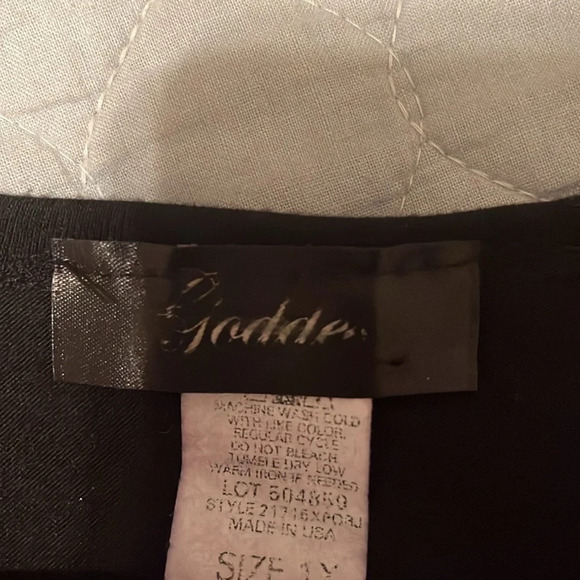 Godde
MACHINE WASH COLD
WITH LIKE COLOR.
REGULAR CYCLE
DO NOT BLEACH
TUMBLE DRY LOW
WARM IRON IF NEEDED
LOT
STYLE
MADE IN USA
SIZE 1X